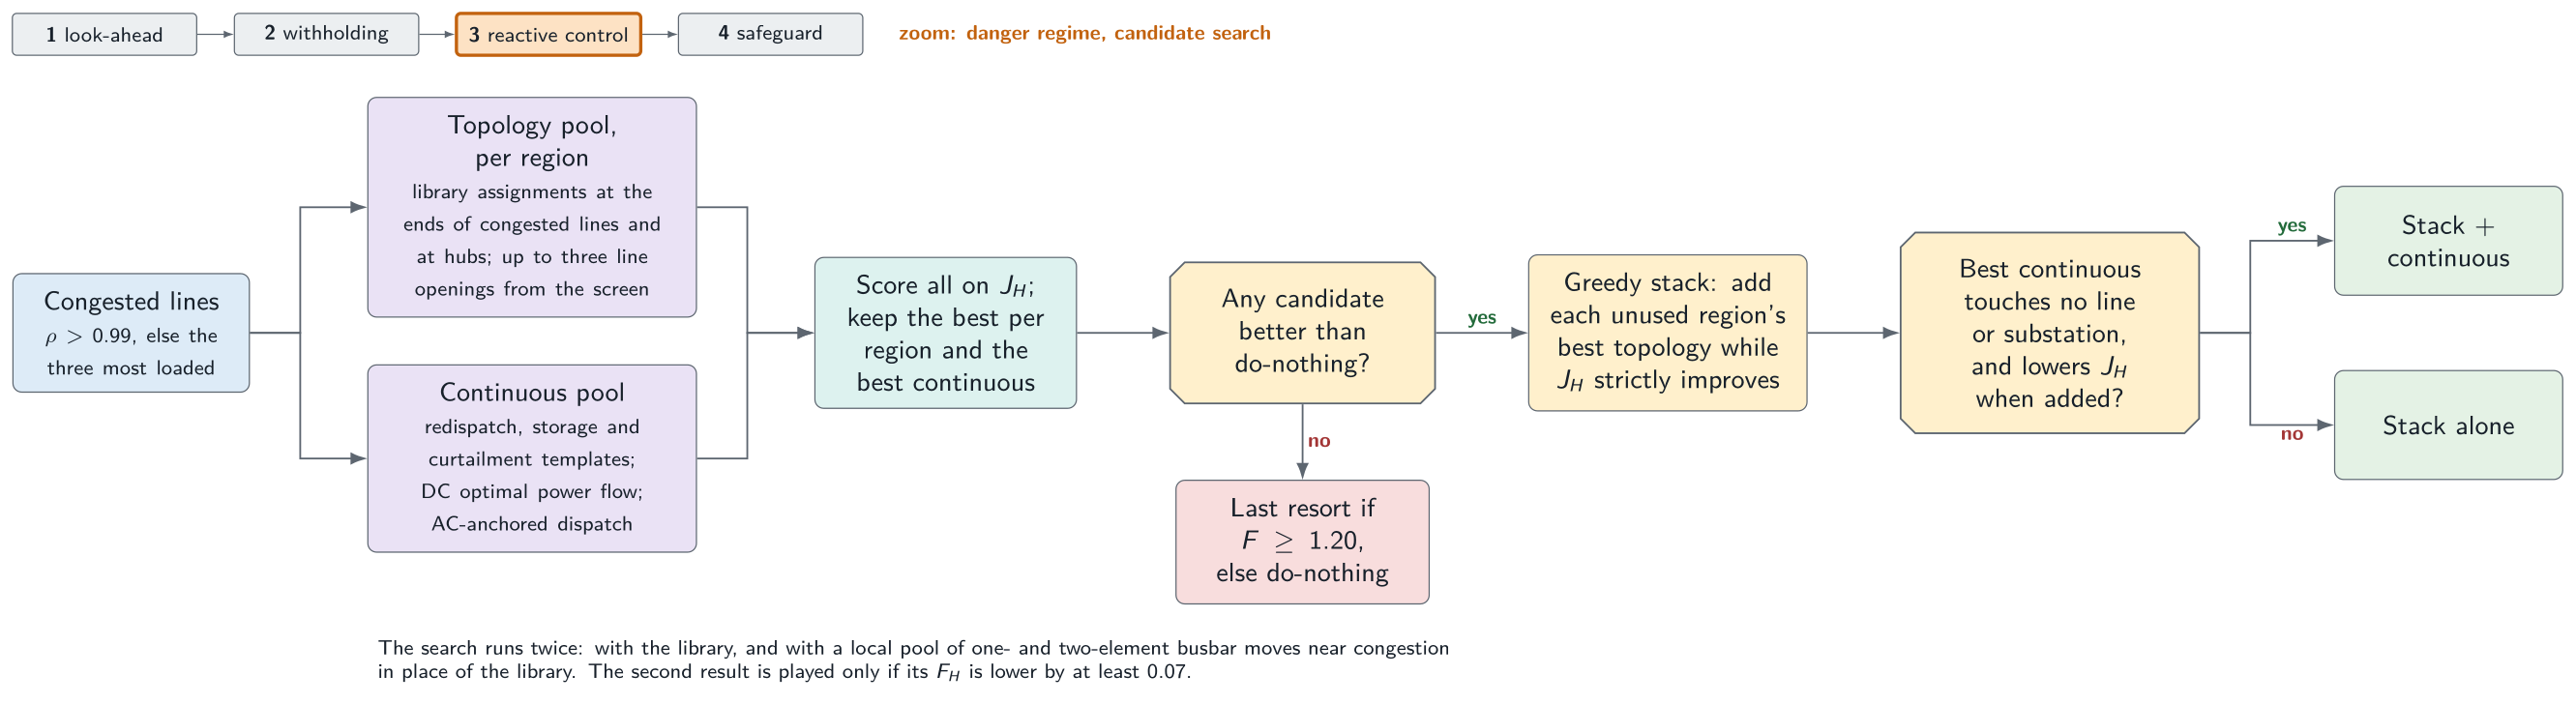 1 look-ahead
2 withholding
3 reactive control
4 safeguard
zoom: danger regime, candidate search
Congested lines
ρ > 0.99, else the
three most loaded
Topology pool,
per region
library assignments at the
ends of congested lines and
at hubs; up to three line
openings from the screen
Continuous pool
redispatch, storage and
curtailment templates;
DC optimal power flow;
AC-anchored dispatch
Score all on J_H;
keep the best per
region and the
best continuous
Any candidate
better than
do-nothing?
yes
no
Last resort if
F ≥ 1.20,
else do-nothing
Greedy stack: add
each unused region's
best topology while
J_H strictly improves
Best continuous
touches no line
or substation,
and lowers J_H
when added?
yes
Stack +
continuous
no
Stack alone
The search runs twice: with the library, and with a local pool of one- and two-element busbar moves near congestion
in place of the library. The second result is played only if its F_H is lower by at least 0.07.